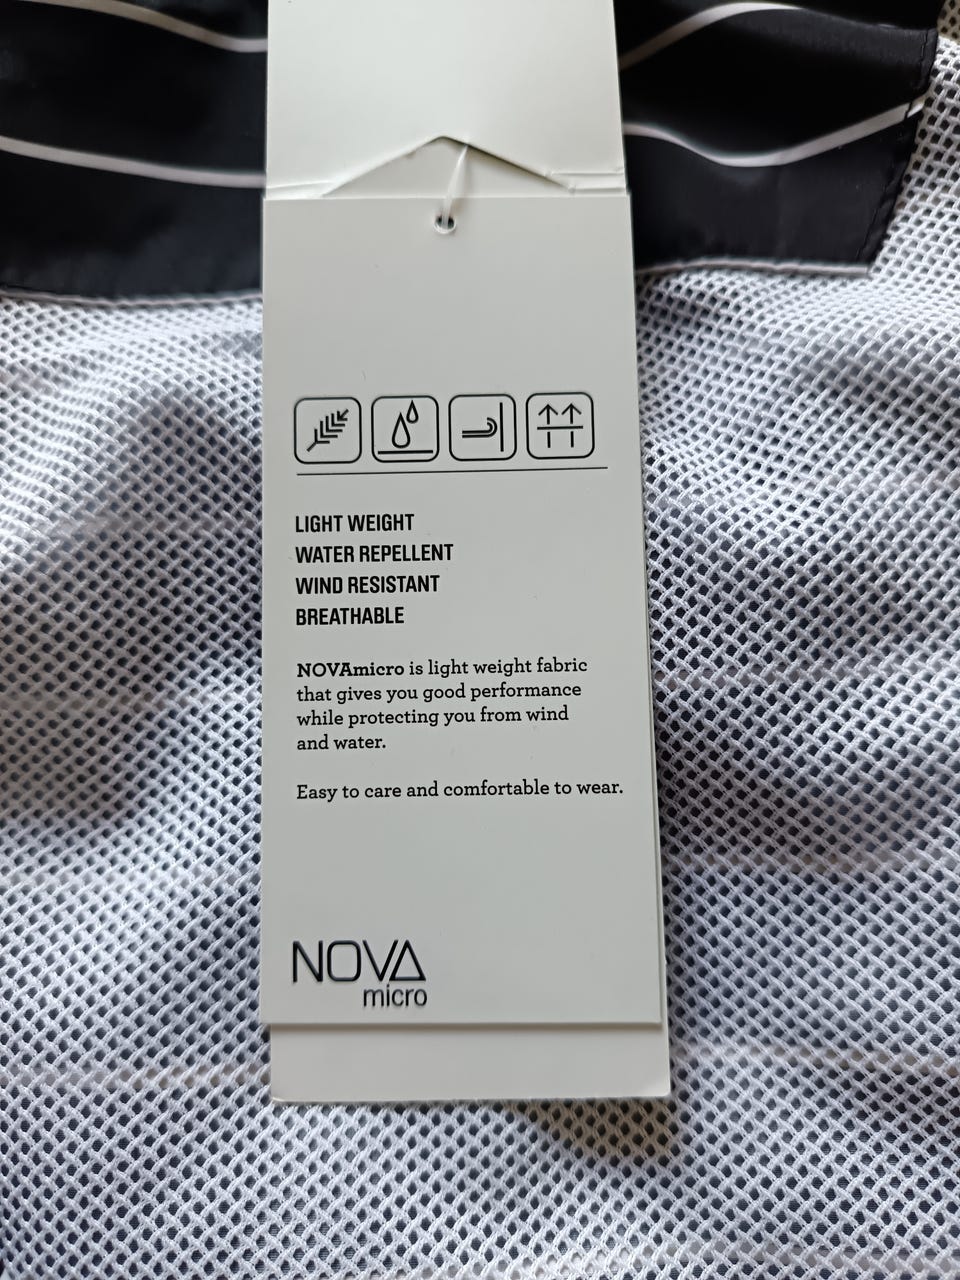 LIGHT WEIGHT
WATER REPELLENT
WIND RESISTANT
BREATHABLE
NOVAmicro is light weight fabric
that gives you good performance
while protecting you from wind
and water.
Easy to care and comfortable to wear.
NOVA
micro